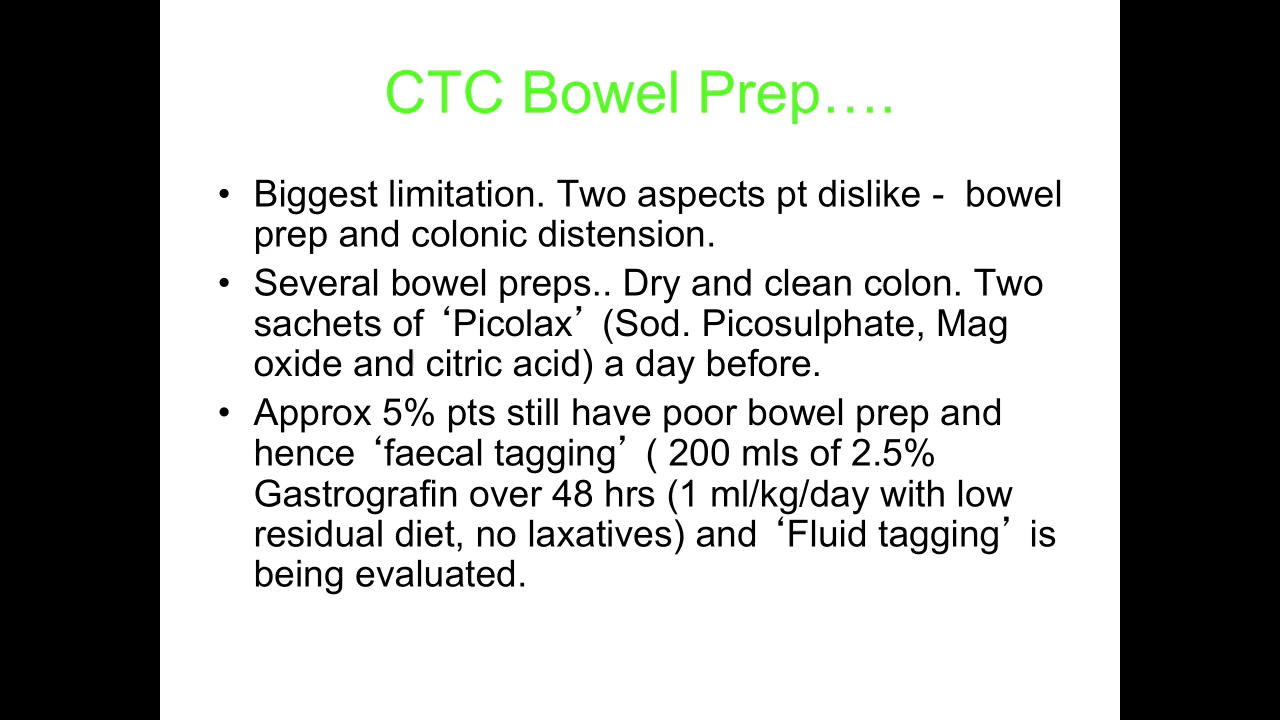 CTC Bowel Prep….
• Biggest limitation. Two aspects pt dislike -  bowel
prep and colonic distension.
• Several bowel preps.. Dry and clean colon. Two
sachets of ‘Picolax’ (Sod. Picosulphate, Mag
oxide and citric acid) a day before.
• Approx 5% pts still have poor bowel prep and
hence ‘faecal tagging’ ( 200 mls of 2.5%
Gastrografin over 48 hrs (1 ml/kg/day with low
residual diet, no laxatives) and ‘Fluid tagging’ is
being evaluated.